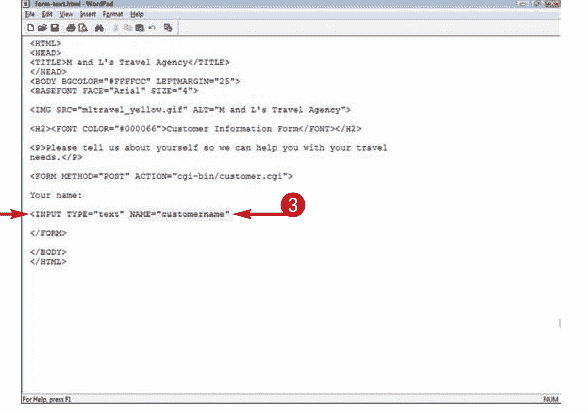 form-text.html - WordPad
File Edit View Insert Format Help
<HTML>
<HEAD>
<TITLE>M and L's Travel Agency</TITLE>
</HEAD>
<BODY BGCOLOR="#FFFFCC" LEFTMARGIN="25">
<BASEFONT FACE="Arial" SIZE="4">
<IMG SRC="mltravel_yellow.gif" ALT="M and L's Travel Agency">
<H2><FONT COLOR="#000066">Customer Information Form</FONT></H2>
<P>Please tell us about yourself so we can help you with your travel
needs.</P>
<FORM METHOD="POST" ACTION="cgi-bin/customer.cgi">
Your name:
<INPUT TYPE="text" NAME="customername" 3
</FORM>
</BODY>
</HTML>
For Help, press F1 NUM